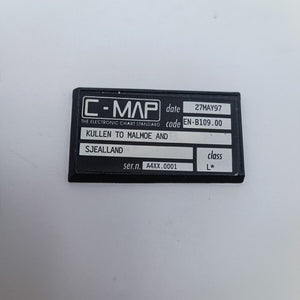 C-MAP date 27MAY97
THE ELECTRONIC CHART STANDARD code EN-B109.00
KULLEN TO MALMOE AND
SJEALLAND class
ser.n. A4XX.0001 L*